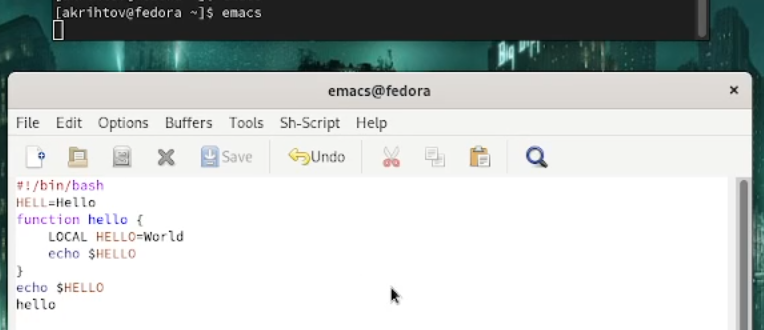 [akrihtov@fedora ~]$ emacs
emacs@fedora
×
File Edit Options Buffers Tools Sh-Script Help
Save Undo
#!/bin/bash
HELL=Hello
function hello {
    LOCAL HELLO=World
    echo $HELLO
}
echo $HELLO
hello